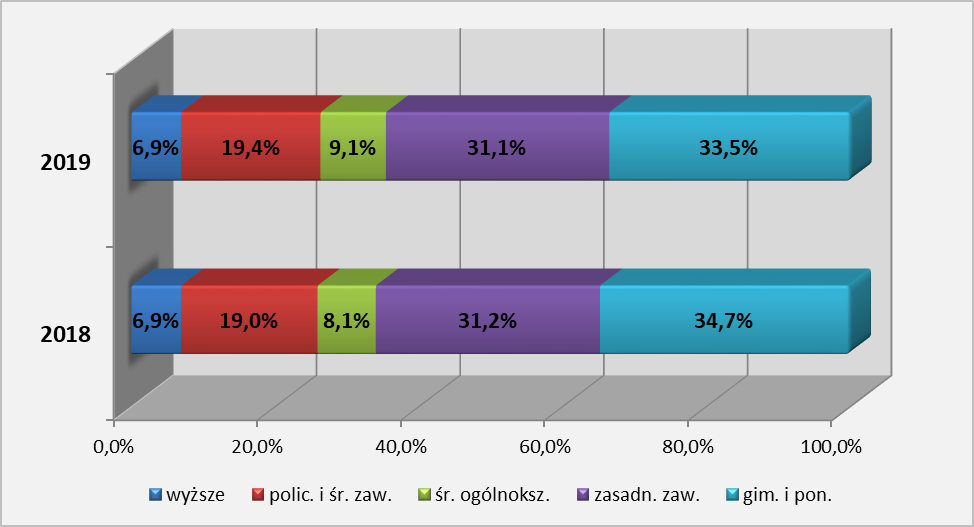 2019
6,9% 19,4% 9,1% 31,1% 33,5%
2018
6,9% 19,0% 8,1% 31,2% 34,7%
0,0% 20,0% 40,0% 60,0% 80,0% 100,0%
wyższe polic. i śr. zaw. śr. ogólnoksz. zasadn. zaw. gim. i pon.